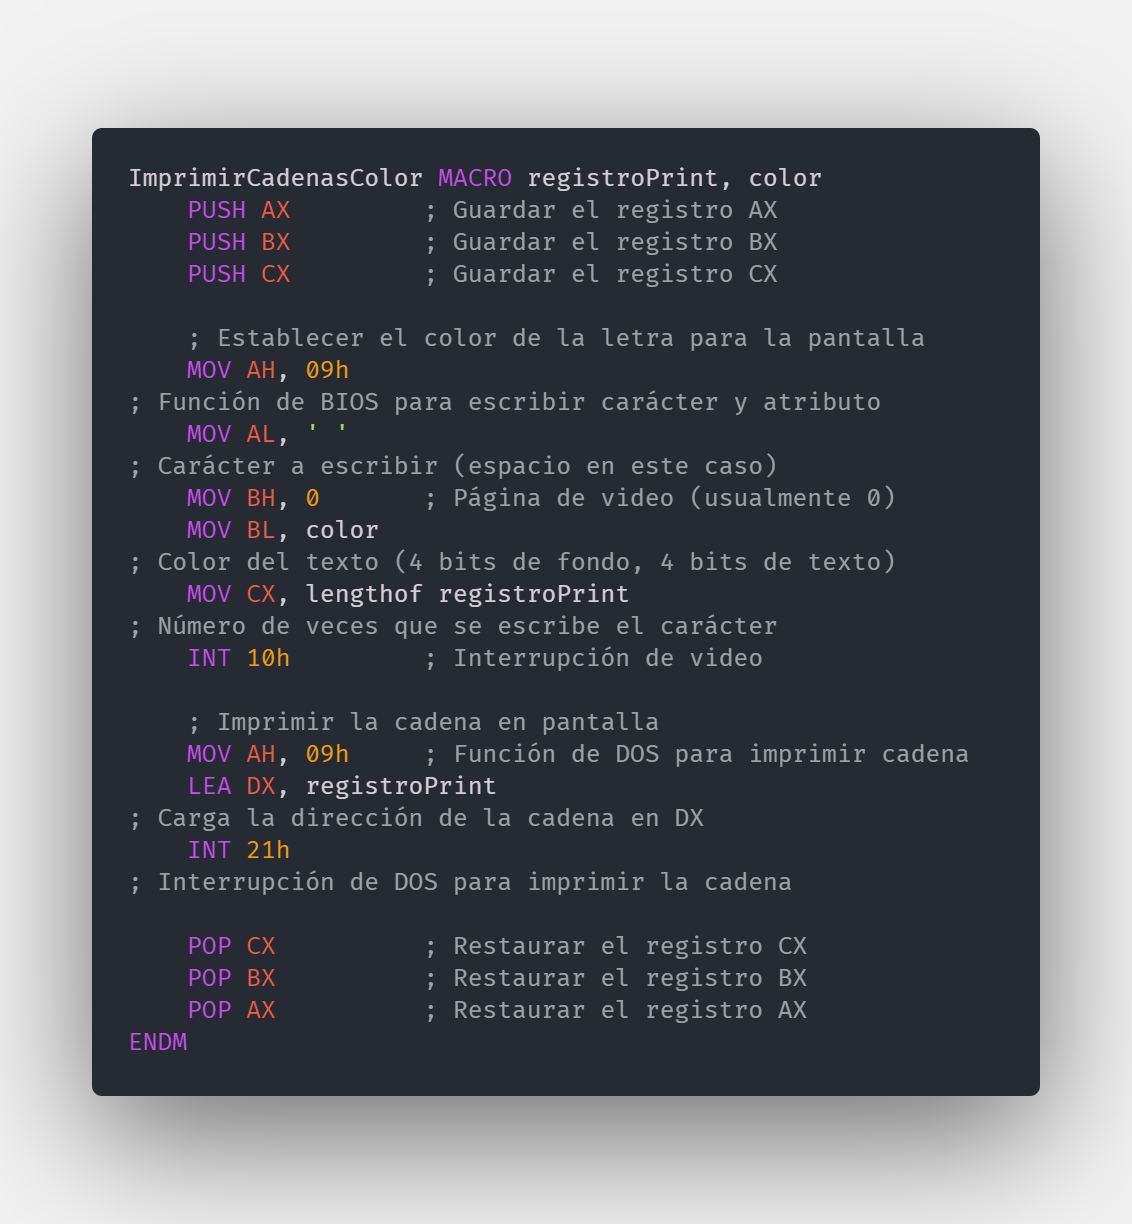 ImprimirCadenasColor MACRO registroPrint, color
    PUSH AX         ; Guardar el registro AX
    PUSH BX         ; Guardar el registro BX
    PUSH CX         ; Guardar el registro CX

    ; Establecer el color de la letra para la pantalla
    MOV AH, 09h
; Función de BIOS para escribir carácter y atributo
    MOV AL, ' '
; Carácter a escribir (espacio en este caso)
    MOV BH, 0       ; Página de video (usualmente 0)
    MOV BL, color
; Color del texto (4 bits de fondo, 4 bits de texto)
    MOV CX, lengthof registroPrint
; Número de veces que se escribe el carácter
    INT 10h         ; Interrupción de video

    ; Imprimir la cadena en pantalla
    MOV AH, 09h     ; Función de DOS para imprimir cadena
    LEA DX, registroPrint
; Carga la dirección de la cadena en DX
    INT 21h
; Interrupción de DOS para imprimir la cadena

    POP CX          ; Restaurar el registro CX
    POP BX          ; Restaurar el registro BX
    POP AX          ; Restaurar el registro AX
ENDM